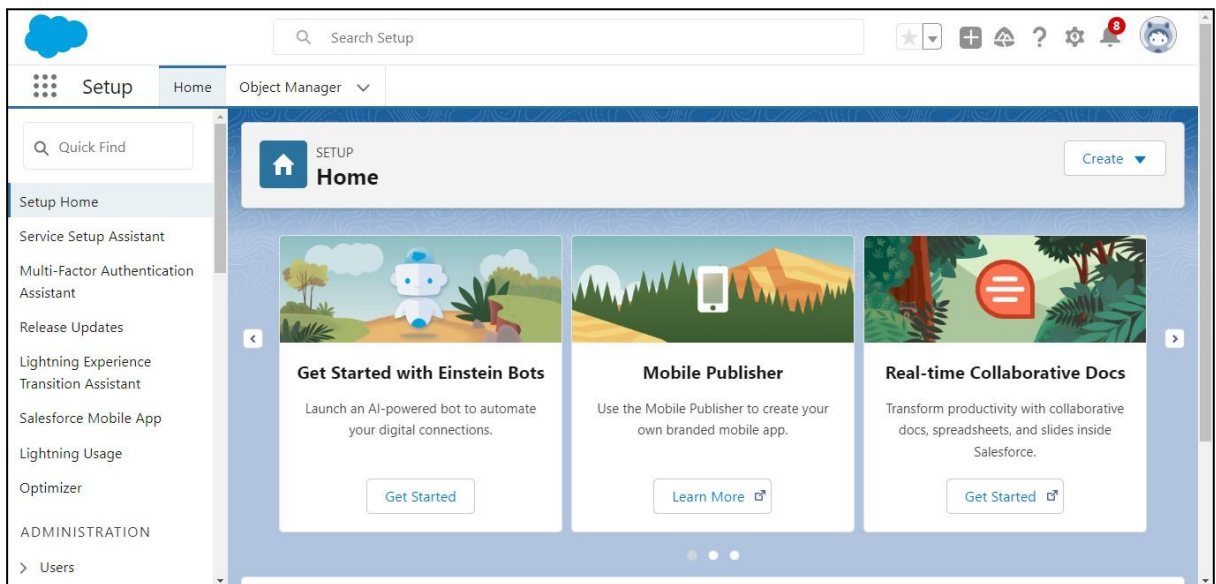 Search Setup
8
Setup
Home
Object Manager
Quick Find
Setup Home
Service Setup Assistant
Multi-Factor Authentication
Assistant
Release Updates
Lightning Experience
Transition Assistant
Salesforce Mobile App
Lightning Usage
Optimizer
ADMINISTRATION
Users
SETUP
Home
Create
Get Started with Einstein Bots
Launch an AI-powered bot to automate
your digital connections.
Get Started
Mobile Publisher
Use the Mobile Publisher to create your
own branded mobile app.
Learn More
Real-time Collaborative Docs
Transform productivity with collaborative
docs, spreadsheets, and slides inside
Salesforce.
Get Started